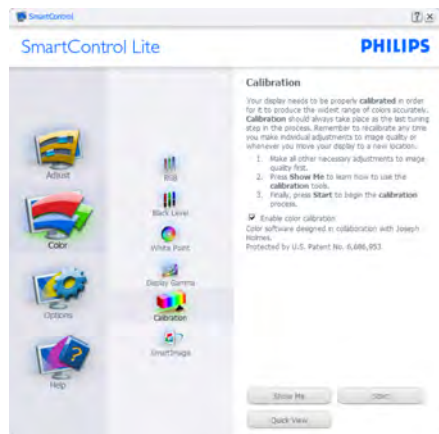 SmartControl
SmartControl Lite
PHILIPS
Adjust
Color
Options
Help
RGB
Black Level
White Point
Display Gamma
Calibration
SmartImage
Calibration
Your display needs to be properly calibrated in order
for it to produce the widest range of colors accurately.
Calibration should always take place as the last tuning
step in the process. Remember to recalibrate any time
you make individual adjustments to image quality or
whenever you move your display to a new location.
1. Make all other necessary adjustments to image
quality first.
2. Press Show Me to learn how to use the
calibration tools.
3. Finally, press Start to begin the calibration
process.
Enable color calibration
Color software designed in collaboration with Joseph
Holmes.
Protected by U.S. Patent No. 6,686,953
Show Me
Start
Quick View